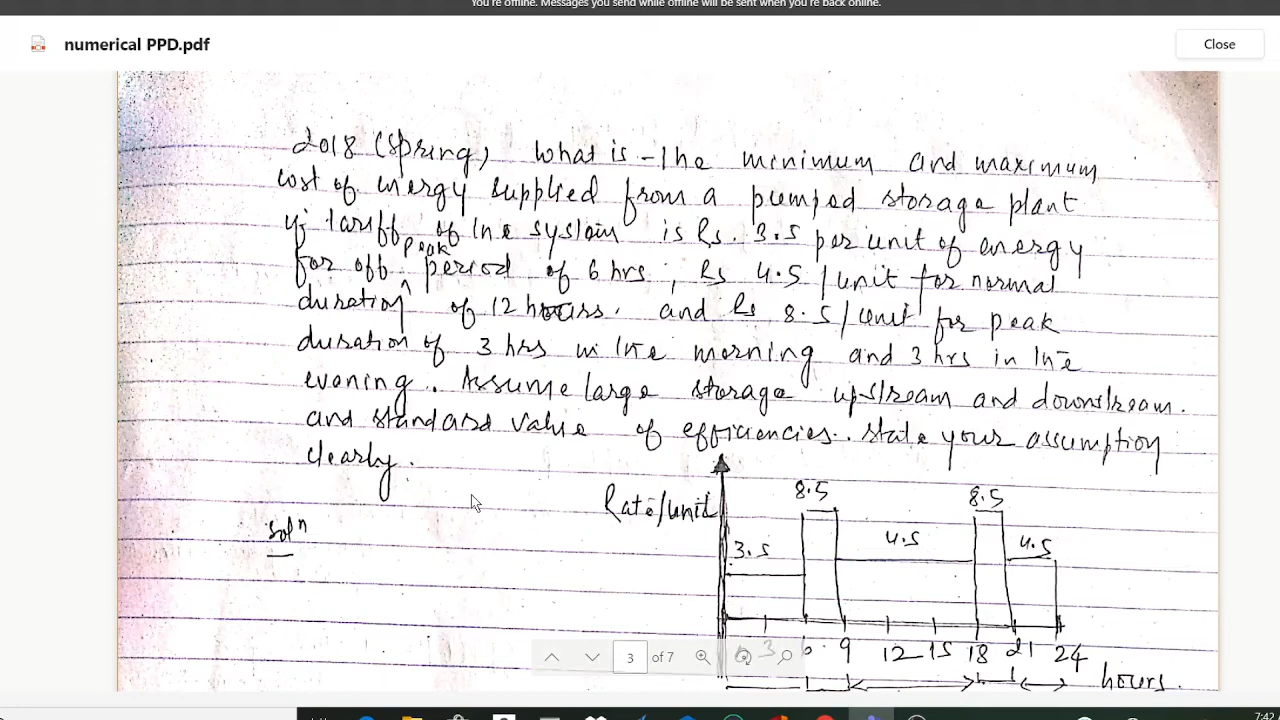 You're offline. Messages you send while offline will be sent when you're back online.
numerical PPD.pdf
Close
2018 (Spring) What is the minimum and maximum
cost of energy supplied from a pumped storage plant
if tariff of the system is Rs. 3.5 per unit of energy
for off peak period of 6 hrs; Rs 4.5 /unit for normal
duration of 12 hours. and Rs 8.5/unit for peak
duration of 3 hrs in the morning and 3 hrs in the
evening. Assume large storage upstream and downstream.
and standard value of efficiencies. state your assumption
clearly.
Soln
Rate/unit
8.5
8.5
3.5
4.5
4.5
3 6 9 12 15 18 21 24
hours.
3 of 7
7:42